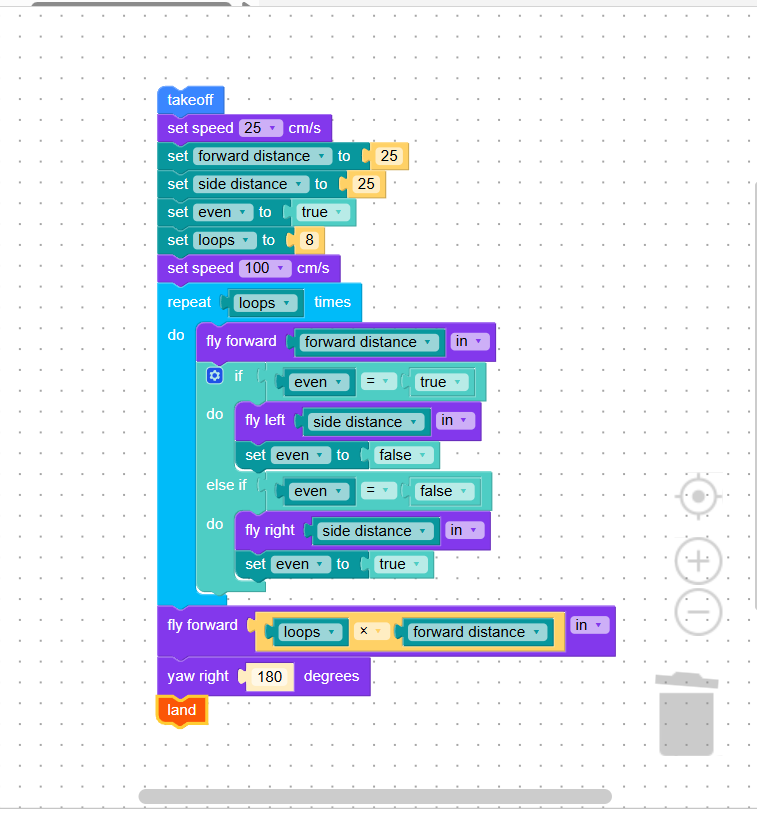 takeoff
set speed 25 cm/s
set forward distance to 25
set side distance to 25
set even to true
set loops to 8
set speed 100 cm/s
repeat loops times
do fly forward forward distance in
if even = true
do fly left side distance in
set even to false
else if even = false
do fly right side distance in
set even to true
fly forward loops × forward distance in
yaw right 180 degrees
land